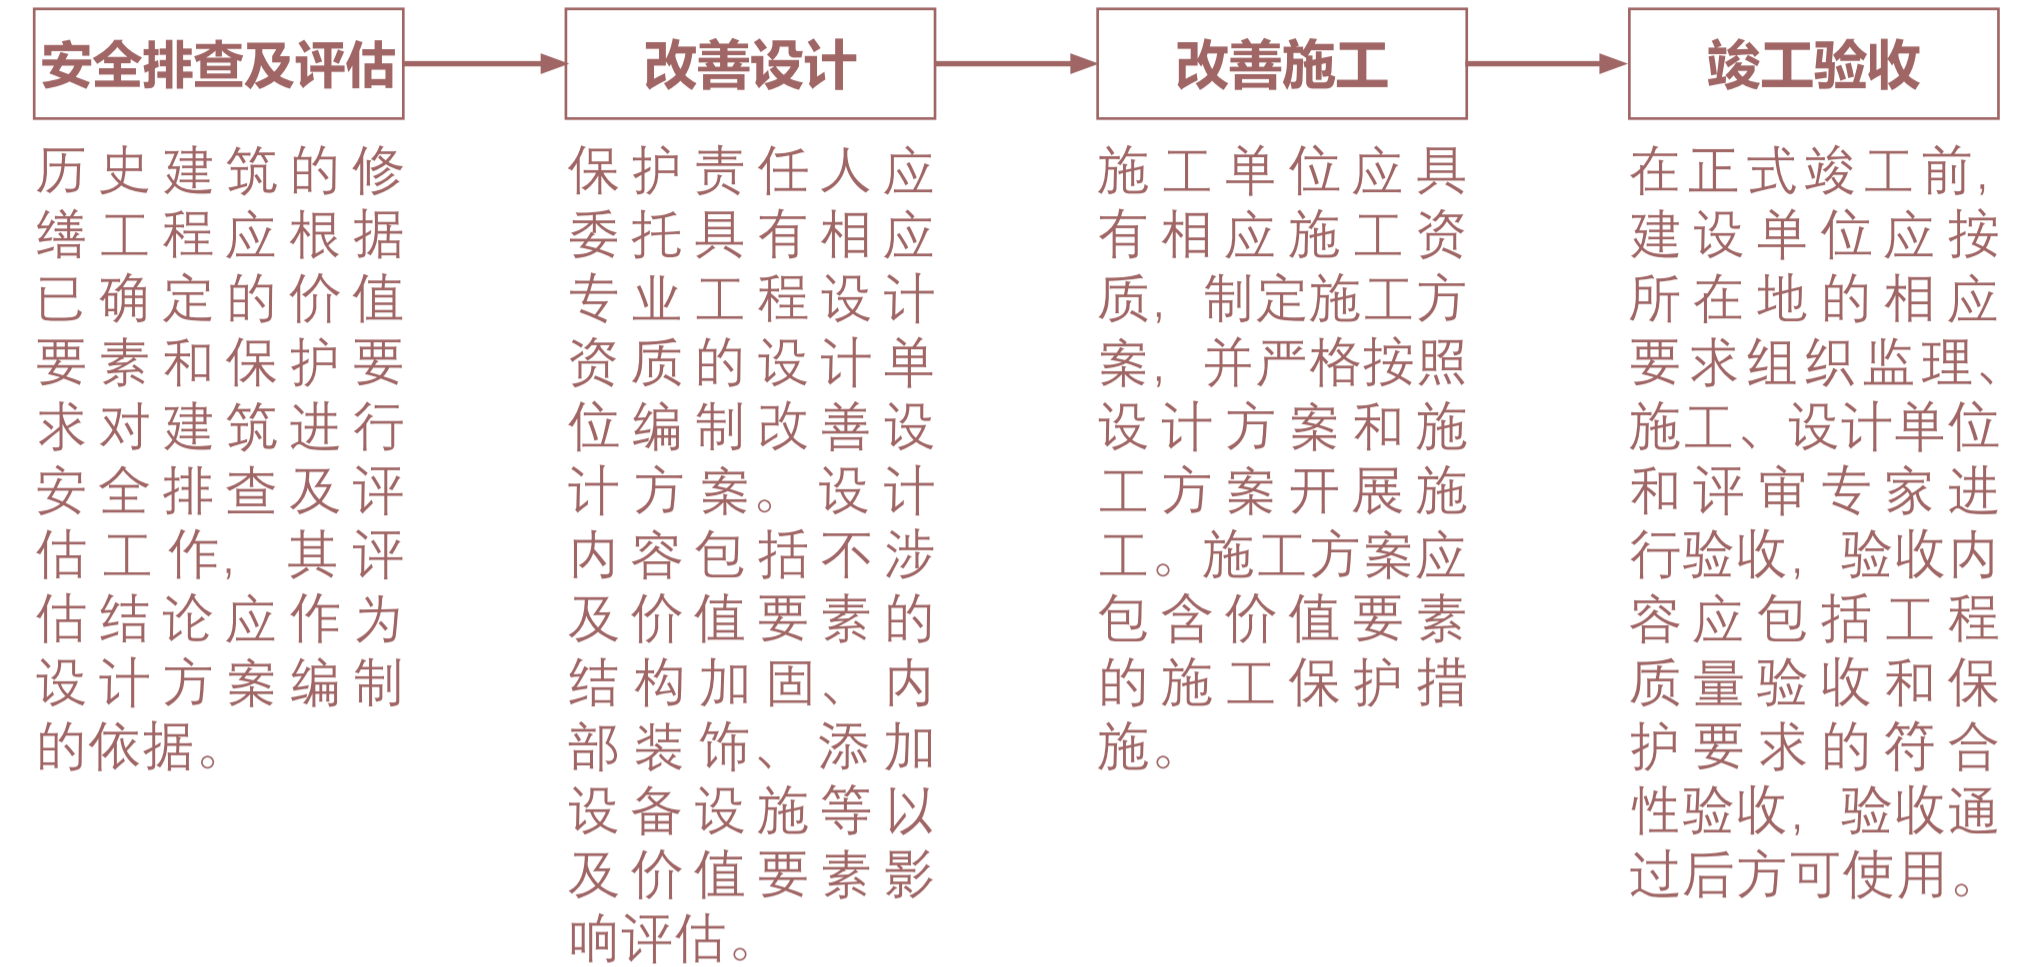 安全排查及评估
历史建筑的修
缮工程应根据
已确定的价值
要素和保护要
求对建筑进行
安全排查及评
估工作，其评
估结论应作为
设计方案编制
的依据。
改善设计
保护责任人应
委托具有相应
专业工程设计
资质的设计单
位编制改善设
计方案。设计
内容包括不涉
及价值要素的
结构加固、内
部装饰、添加
设备设施等以
及价值要素影
响评估。
改善施工
施工单位应具
有相应施工资
质，制定施工方
案，并严格按照
设计方案和施
工方案开展施
工。施工方案应
包含价值要素
的施工保护措
施。
竣工验收
在正式竣工前，
建设单位应按
所在地的相应
要求组织监理、
施工、设计单位
和评审专家进
行验收，验收内
容应包括工程
质量验收和保
护要求的符合
性验收，验收通
过后方可使用。